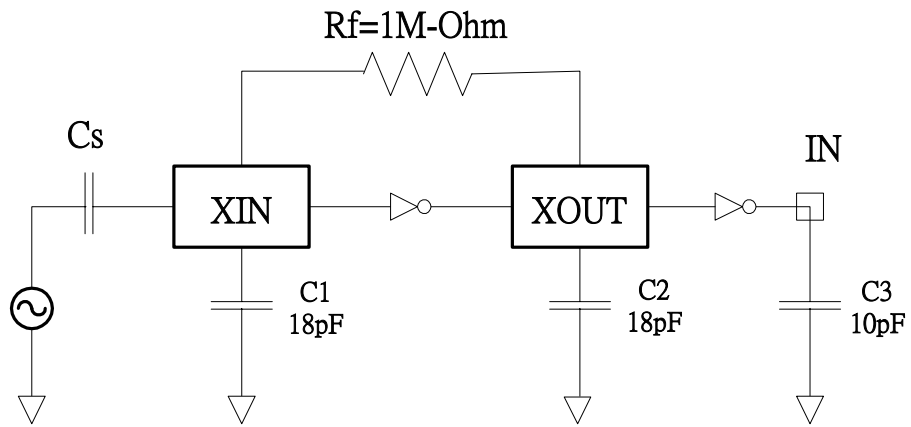 Rf=1M-Ohm
Cs
IN
XIN
XOUT
C1
18pF
C2
18pF
C3
10pF